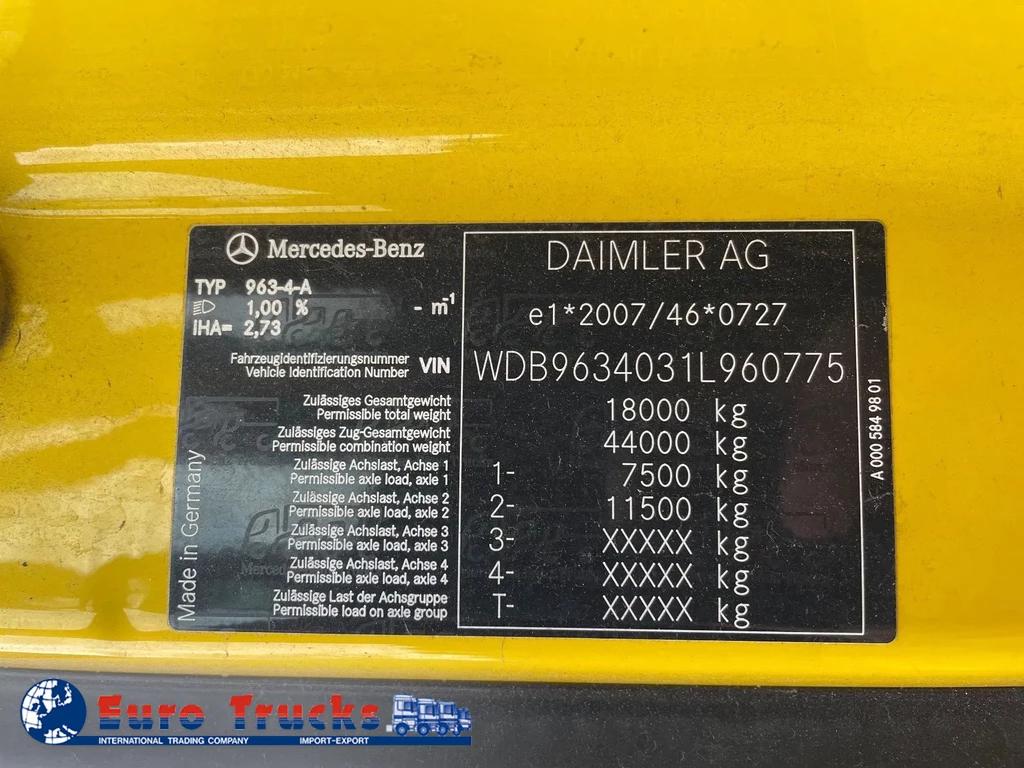 Mercedes-Benz
DAIMLER AG
TYP 963-4-A
1,00 % - m⁻¹
IHA= 2,73
e1*2007/46*0727
Fahrzeugidentifizierungsnummer
Vehicle Identification Number VIN WDB9634031L960775
Zulässiges Gesamtgewicht
Permissible total weight 18000 kg
Zulässiges Zug-Gesamtgewicht
Permissible combination weight 44000 kg
Zulässige Achslast, Achse 1
Permissible axle load, axle 1 1- 7500 kg
Zulässige Achslast, Achse 2
Permissible axle load, axle 2 2- 11500 kg
Zulässige Achslast, Achse 3
Permissible axle load, axle 3 3- XXXXX kg
Zulässige Achslast, Achse 4
Permissible axle load, axle 4 4- XXXXX kg
Zulässige Last der Achsgruppe
Permissible load on axle group T- XXXXX kg
Made in Germany
A 000 584 98 01
Euro Trucks
INTERNATIONAL TRADING COMPANY IMPORT-EXPORT